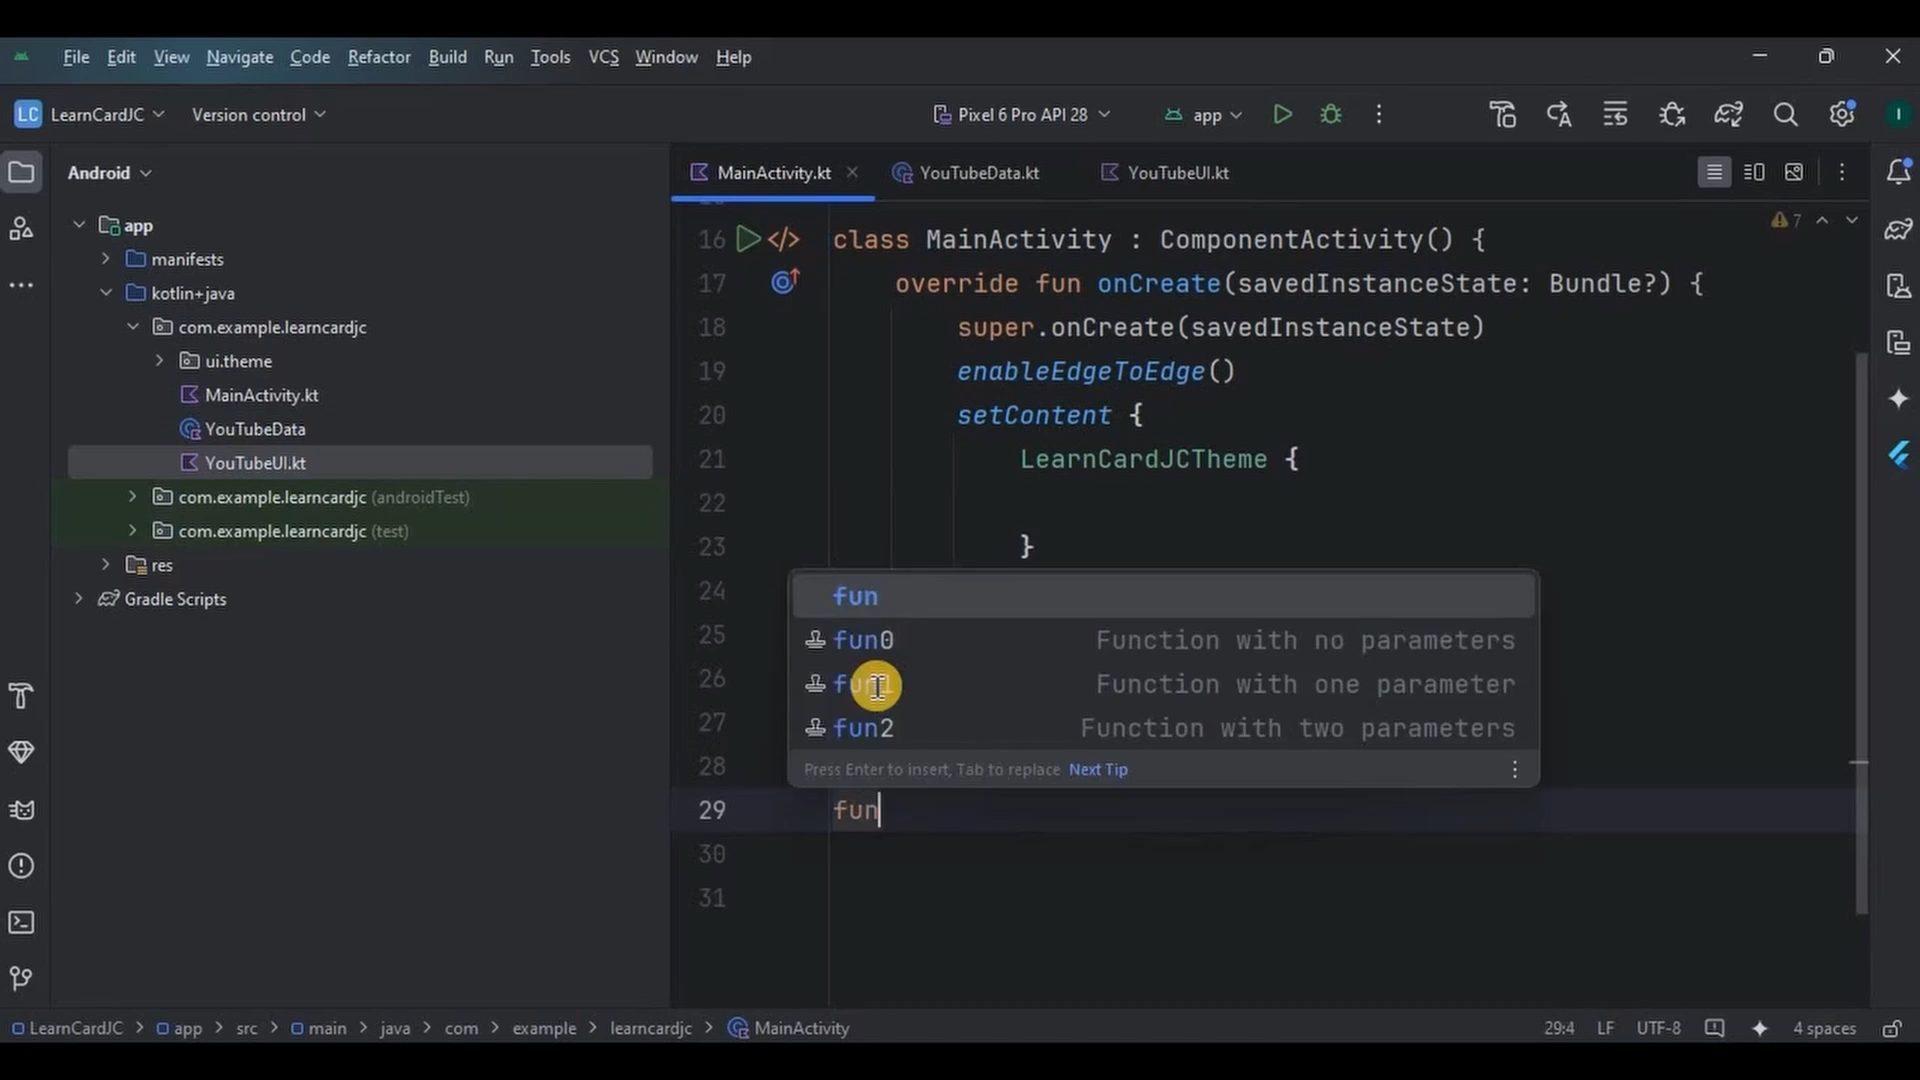 File Edit View Navigate Code Refactor Build Run Tools VCS Window Help
LC LearnCardJC Version control Pixel 6 Pro API 28 app I
Android
app
manifests
kotlin+java
com.example.learncardjc
ui.theme
MainActivity.kt
YouTubeData
YouTubeUI.kt
com.example.learncardjc (androidTest)
com.example.learncardjc (test)
res
Gradle Scripts
MainActivity.kt YouTubeData.kt YouTubeUI.kt
7
16 class MainActivity : ComponentActivity() {
17 override fun onCreate(savedInstanceState: Bundle?) {
18 super.onCreate(savedInstanceState)
19 enableEdgeToEdge()
20 setContent {
21 LearnCardJCTheme {
22
23 }
24
25
26
27
28
fun
fun0 Function with no parameters
fun1 Function with one parameter
fun2 Function with two parameters
Press Enter to insert, Tab to replace Next Tip
29 fun
30
31
LearnCardJC > app > src > main > java > com > example > learncardjc > MainActivity 29:4 LF UTF-8 4 spaces